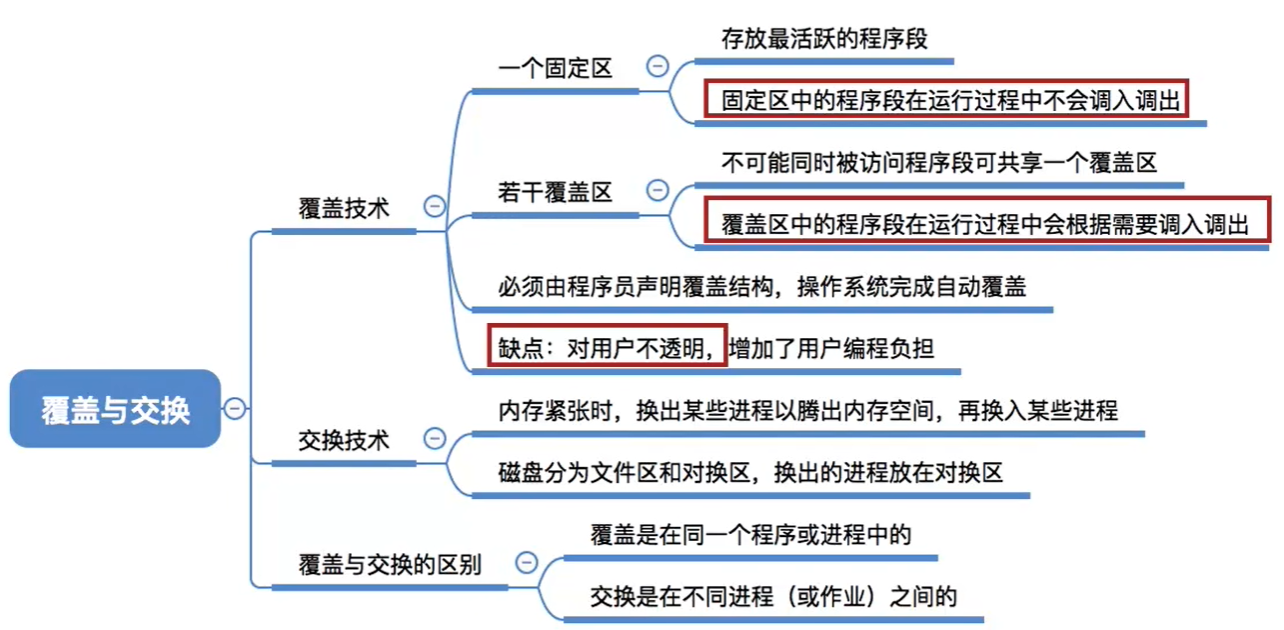 覆盖与交换
覆盖技术
一个固定区
存放最活跃的程序段
固定区中的程序段在运行过程中不会调入调出
若干覆盖区
不可能同时被访问程序段可共享一个覆盖区
覆盖区中的程序段在运行过程中会根据需要调入调出
必须由程序员声明覆盖结构，操作系统完成自动覆盖
缺点：对用户不透明，增加了用户编程负担
交换技术
内存紧张时，换出某些进程以腾出内存空间，再换入某些进程
磁盘分为文件区和对换区，换出的进程放在对换区
覆盖与交换的区别
覆盖是在同一个程序或进程中的
交换是在不同进程（或作业）之间的